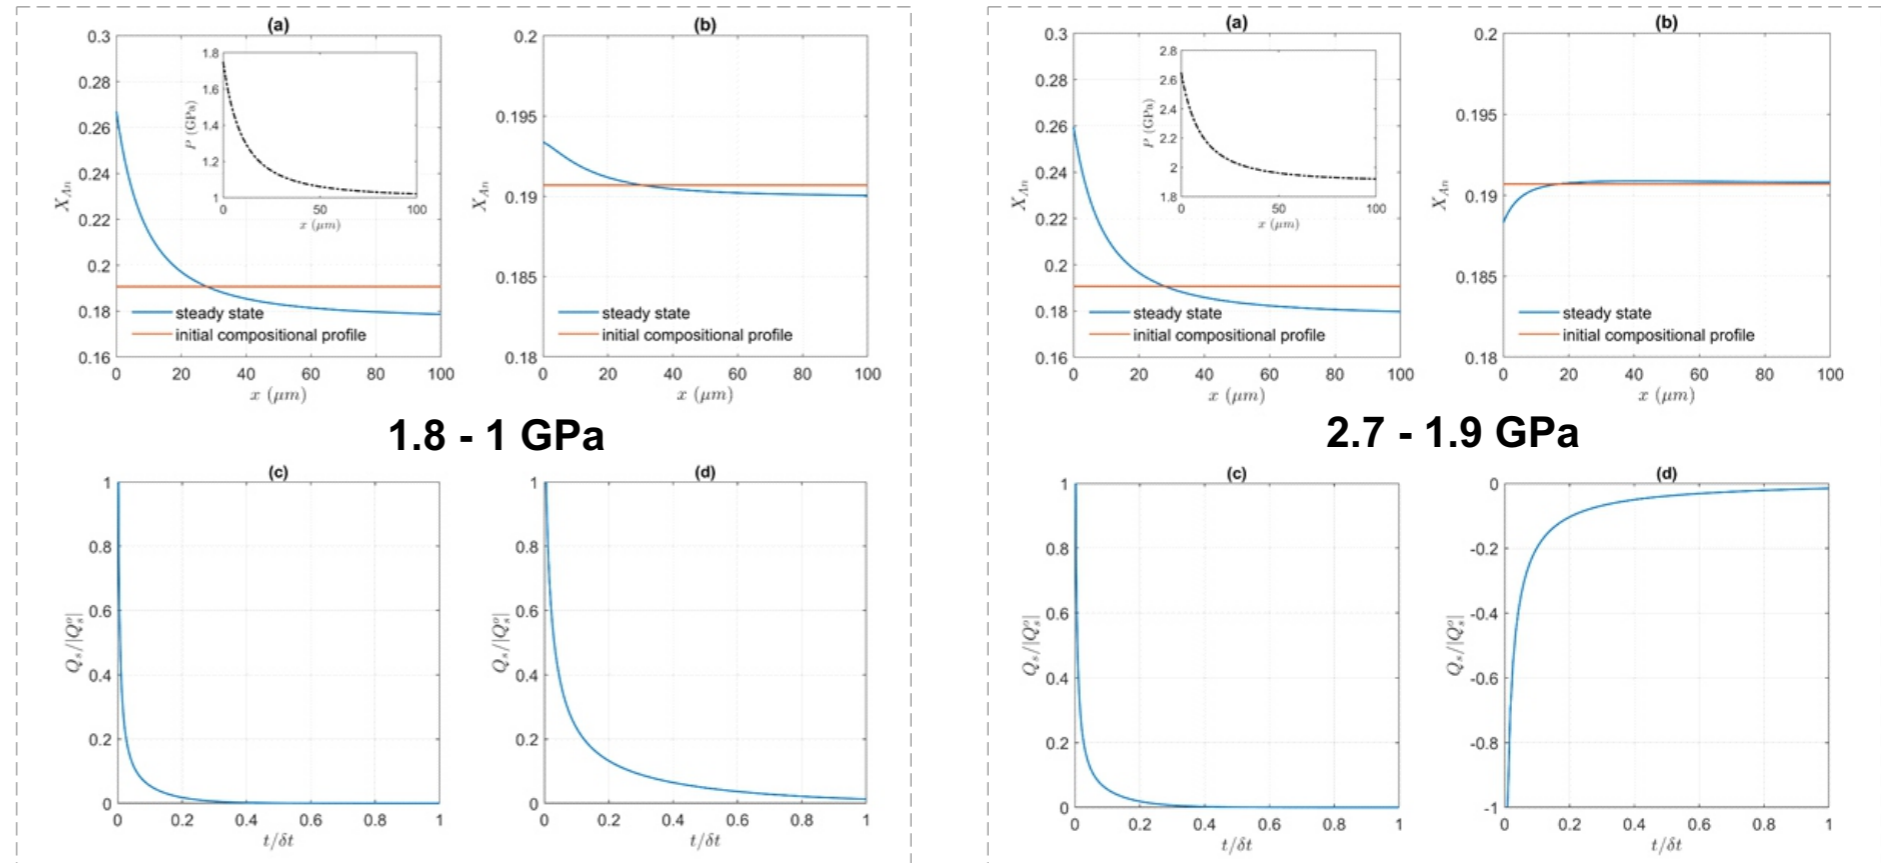 (a)
0.3
0.28
0.26
0.24
0.22
0.2
0.18
0.16
X_An
1.8
1.6
1.4
1.2
1
P (GPa)
0 50 100
x (μm)
steady state
initial compositional profile
0 20 40 60 80 100
x (μm)
(b)
0.2
0.195
0.19
0.185
0.18
X_An
steady state
initial compositional profile
0 20 40 60 80 100
x (μm)
1.8 - 1 GPa
(c)
1
0.8
0.6
0.4
0.2
0
Q_s/|Q_s^o|
0 0.2 0.4 0.6 0.8 1
t/δt
(d)
1
0.8
0.6
0.4
0.2
0
Q_s/|Q_s^o|
0 0.2 0.4 0.6 0.8 1
t/δt
(a)
0.3
0.28
0.26
0.24
0.22
0.2
0.18
0.16
X_An
2.8
2.6
2.4
2.2
2
1.8
P (GPa)
0 50 100
x (μm)
steady state
initial compositional profile
0 20 40 60 80 100
x (μm)
(b)
0.2
0.195
0.19
0.185
0.18
X_An
steady state
initial compositional profile
0 20 40 60 80 100
x (μm)
2.7 - 1.9 GPa
(c)
1
0.8
0.6
0.4
0.2
0
Q_s/|Q_s^o|
0 0.2 0.4 0.6 0.8 1
t/δt
(d)
0
-0.2
-0.4
-0.6
-0.8
-1
Q_s/|Q_s^o|
0 0.2 0.4 0.6 0.8 1
t/δt